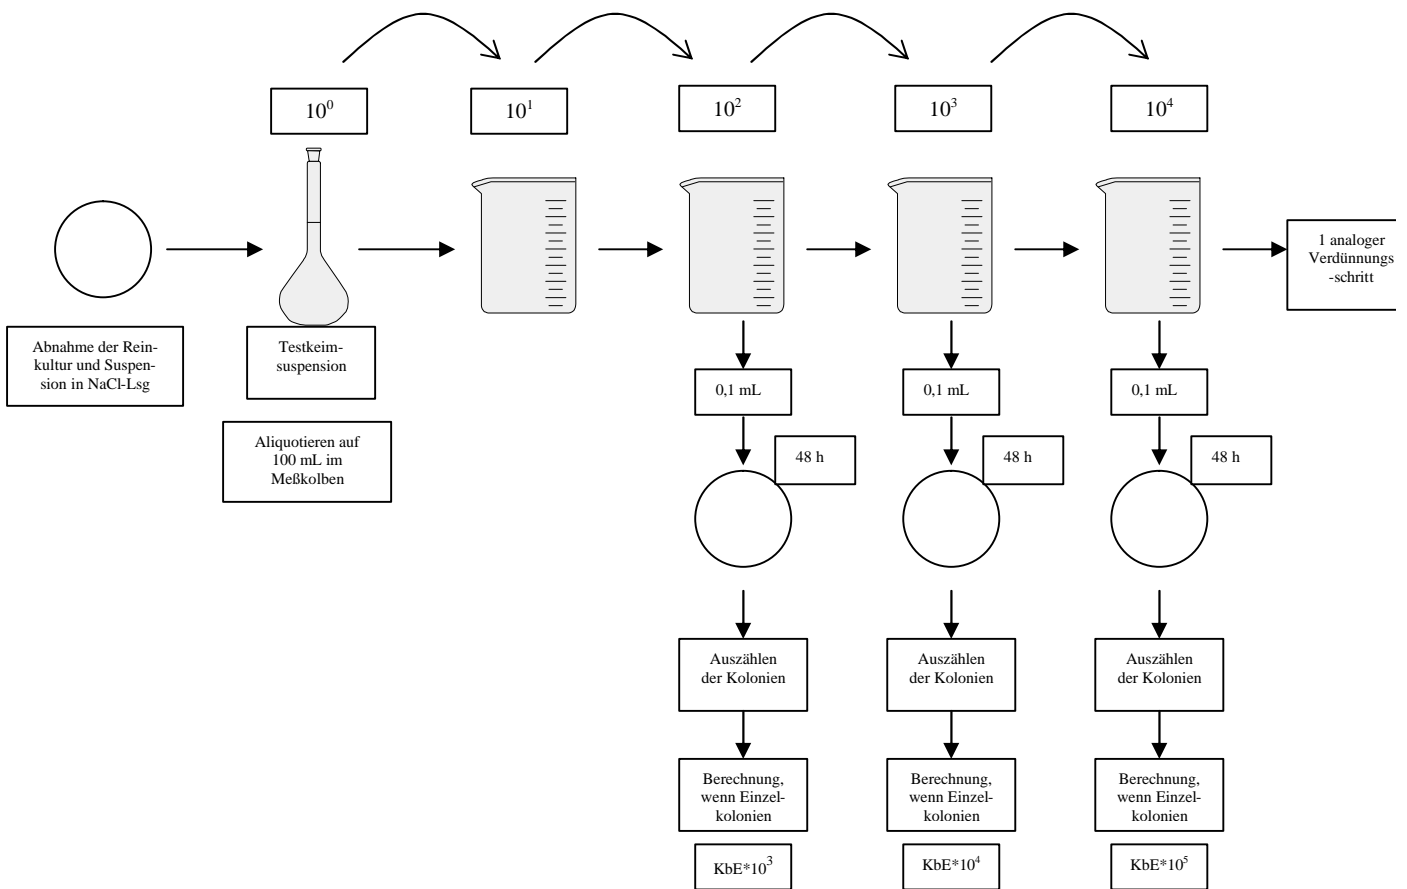 10⁰
10¹
10²
10³
10⁴
1 analoger
Verdünnungs
-schritt
Abnahme der Rein-
kultur und Suspen-
sion in NaCl-Lsg
Testkeim-
suspension
Aliquotieren auf
100 mL im
Meßkolben
0,1 mL
0,1 mL
0,1 mL
48 h
48 h
48 h
Auszählen
der Kolonien
Auszählen
der Kolonien
Auszählen
der Kolonien
Berechnung,
wenn Einzel-
kolonien
Berechnung,
wenn Einzel-
kolonien
Berechnung,
wenn Einzel-
kolonien
KbE*10³
KbE*10⁴
KbE*10⁵